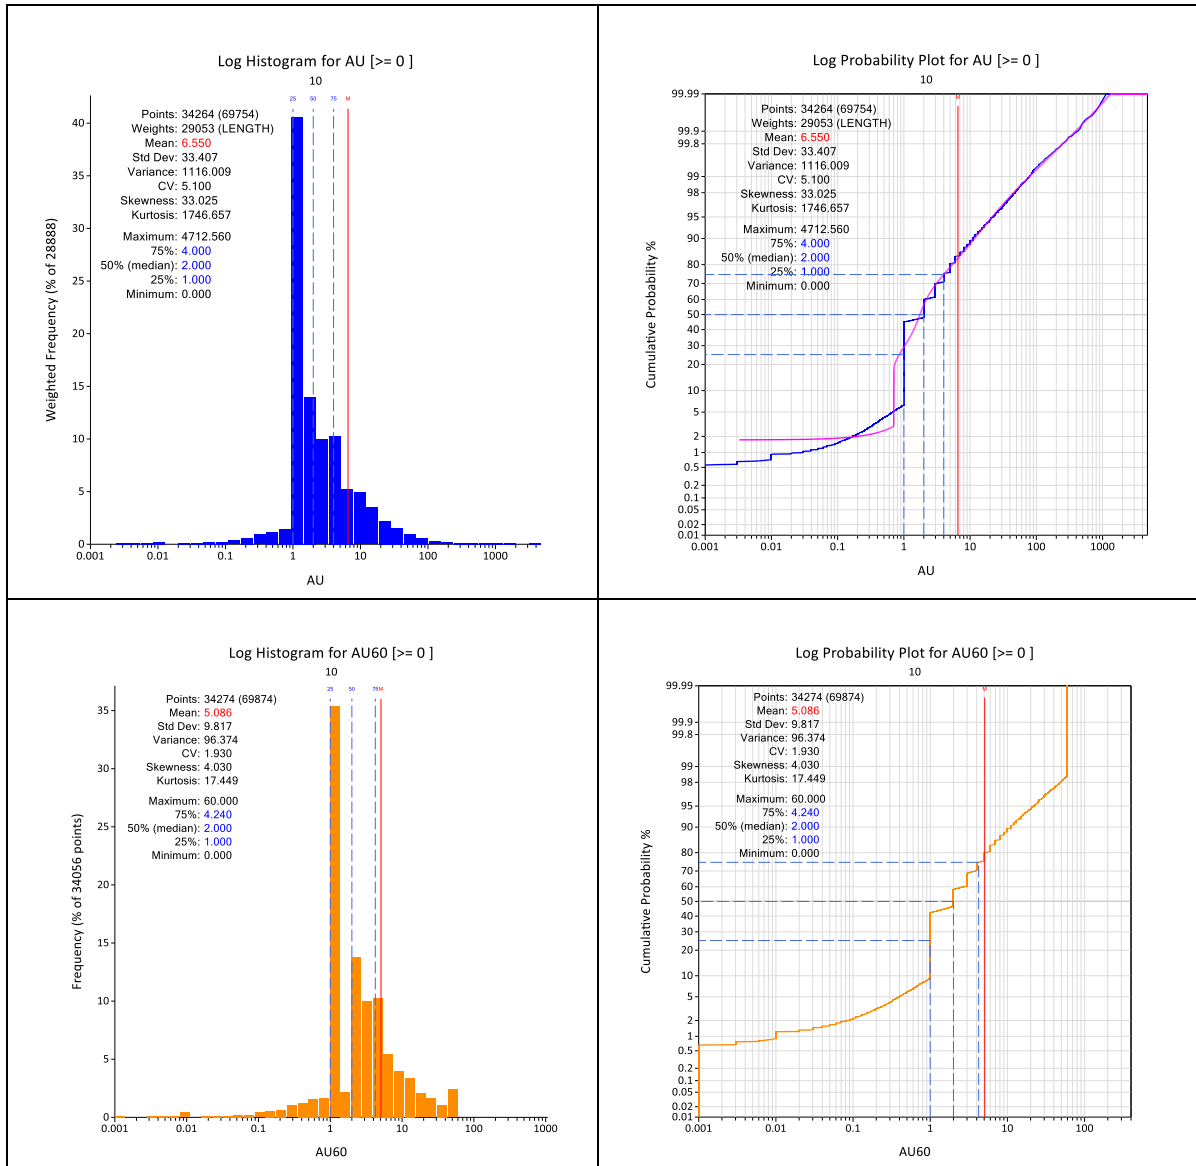 Log Histogram for AU [>= 0 ]
10
25 50 75 M
Points: 34264 (69754)
Weights: 29053 (LENGTH)
Mean: 6.550
Std Dev: 33.407
Variance: 1116.009
CV: 5.100
Skewness: 33.025
Kurtosis: 1746.657
Maximum: 4712.560
75%: 4.000
50% (median): 2.000
25%: 1.000
Minimum: 0.000
Weighted Frequency (% of 28888)
40
35
30
25
20
15
10
5
0
0.001 0.01 0.1 1 10 100 1000
AU
Log Probability Plot for AU [>= 0 ]
10
M
Points: 34264 (69754)
Weights: 29053 (LENGTH)
Mean: 6.550
Std Dev: 33.407
Variance: 1116.009
CV: 5.100
Skewness: 33.025
Kurtosis: 1746.657
Maximum: 4712.560
75%: 4.000
50% (median): 2.000
25%: 1.000
Minimum: 0.000
Cumulative Probability %
99.99
99.9
99.8
99
98
95
90
80
70
60
50
40
30
20
10
5
2
1
0.5
0.2
0.1
0.05
0.02
0.01
0.001 0.01 0.1 1 10 100 1000
AU
Log Histogram for AU60 [>= 0 ]
10
25 50 75 M
Points: 34274 (69874)
Mean: 5.086
Std Dev: 9.817
Variance: 96.374
CV: 1.930
Skewness: 4.030
Kurtosis: 17.449
Maximum: 60.000
75%: 4.240
50% (median): 2.000
25%: 1.000
Minimum: 0.000
Frequency (% of 34056 points)
35
30
25
20
15
10
5
0
0.001 0.01 0.1 1 10 100 1000
AU60
Log Probability Plot for AU60 [>= 0 ]
10
M
Points: 34274 (69874)
Mean: 5.086
Std Dev: 9.817
Variance: 96.374
CV: 1.930
Skewness: 4.030
Kurtosis: 17.449
Maximum: 60.000
75%: 4.240
50% (median): 2.000
25%: 1.000
Minimum: 0.000
Cumulative Probability %
99.99
99.9
99.8
99
98
95
90
80
70
60
50
40
30
20
10
5
2
1
0.5
0.2
0.1
0.05
0.02
0.01
0.001 0.01 0.1 1 10 100
AU60